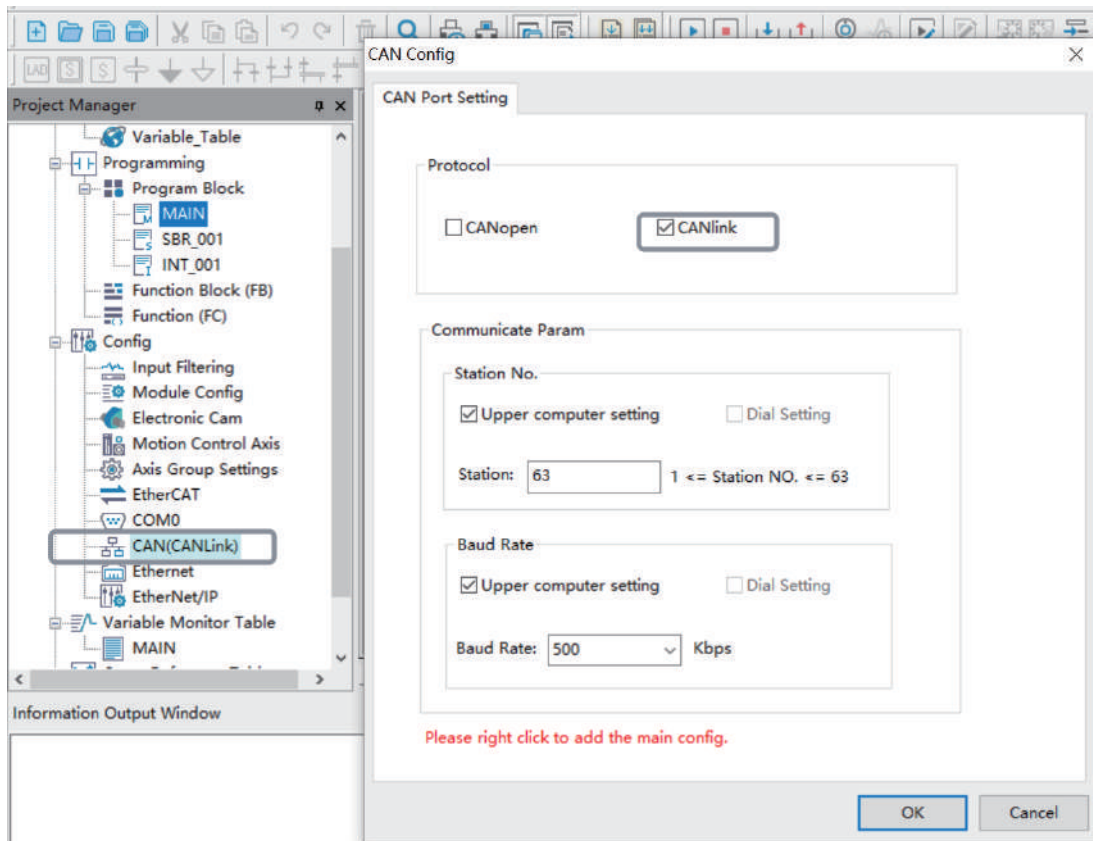 CAN Config
LAD S S
Project Manager
CAN Port Setting
Variable_Table
Programming
Program Block
MAIN
SBR_001
INT_001
Function Block (FB)
Function (FC)
Config
Input Filtering
Module Config
Electronic Cam
Motion Control Axis
Axis Group Settings
EtherCAT
COM0
CAN(CANLink)
Ethernet
EtherNet/IP
Variable Monitor Table
MAIN
Information Output Window
Protocol
CANopen CANlink
Communicate Param
Station No.
Upper computer setting Dial Setting
Station: 63 1 <= Station NO. <= 63
Baud Rate
Upper computer setting Dial Setting
Baud Rate: 500 Kbps
Please right click to add the main config.
OK Cancel